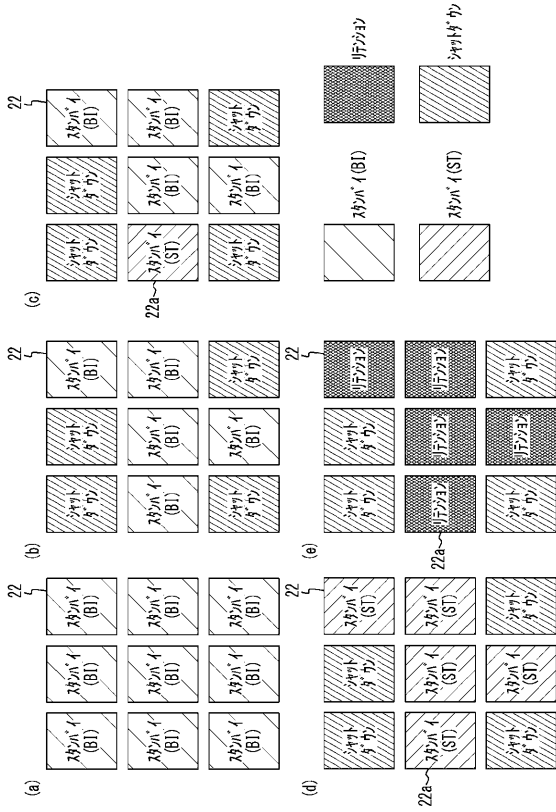 (a)
22
スタンバイ
(BI)
スタンバイ
(BI)
スタンバイ
(BI)
スタンバイ
(BI)
スタンバイ
(BI)
スタンバイ
(BI)
スタンバイ
(BI)
スタンバイ
(BI)
スタンバイ
(BI)
(b)
22
シャット
ダウン
シャット
ダウン
スタンバイ
(BI)
スタンバイ
(BI)
スタンバイ
(BI)
スタンバイ
(BI)
シャット
ダウン
スタンバイ
(BI)
シャット
ダウン
(c)
22
シャット
ダウン
シャット
ダウン
スタンバイ
(BI)
22a
スタンバイ
(ST)
スタンバイ
(BI)
スタンバイ
(BI)
シャット
ダウン
スタンバイ
(BI)
シャット
ダウン
(d)
22
シャット
ダウン
シャット
ダウン
スタンバイ
(ST)
22a
スタンバイ
(ST)
スタンバイ
(ST)
スタンバイ
(ST)
シャット
ダウン
スタンバイ
(ST)
シャット
ダウン
(e)
22
シャット
ダウン
シャット
ダウン
リテンション
22a
リテンション
リテンション
リテンション
シャット
ダウン
リテンション
シャット
ダウン
スタンバイ(BI)
リテンション
スタンバイ(ST)
シャットダウン